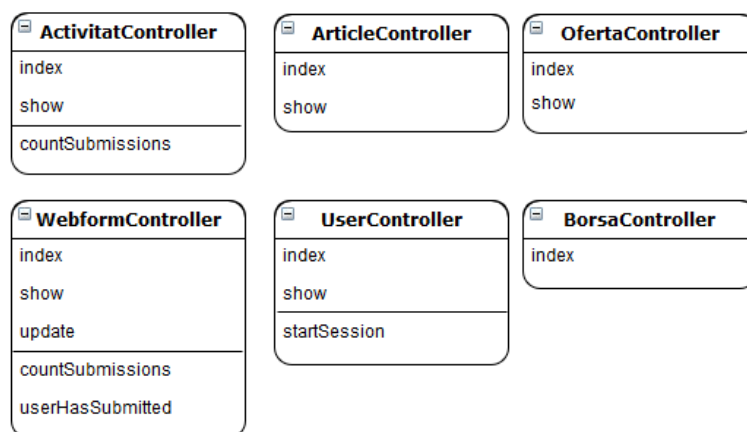 ActivitatController
index
show
countSubmissions
ArticleController
index
show
OfertaController
index
show
WebformController
index
show
update
countSubmissions
userHasSubmitted
UserController
index
show
startSession
BorsaController
index